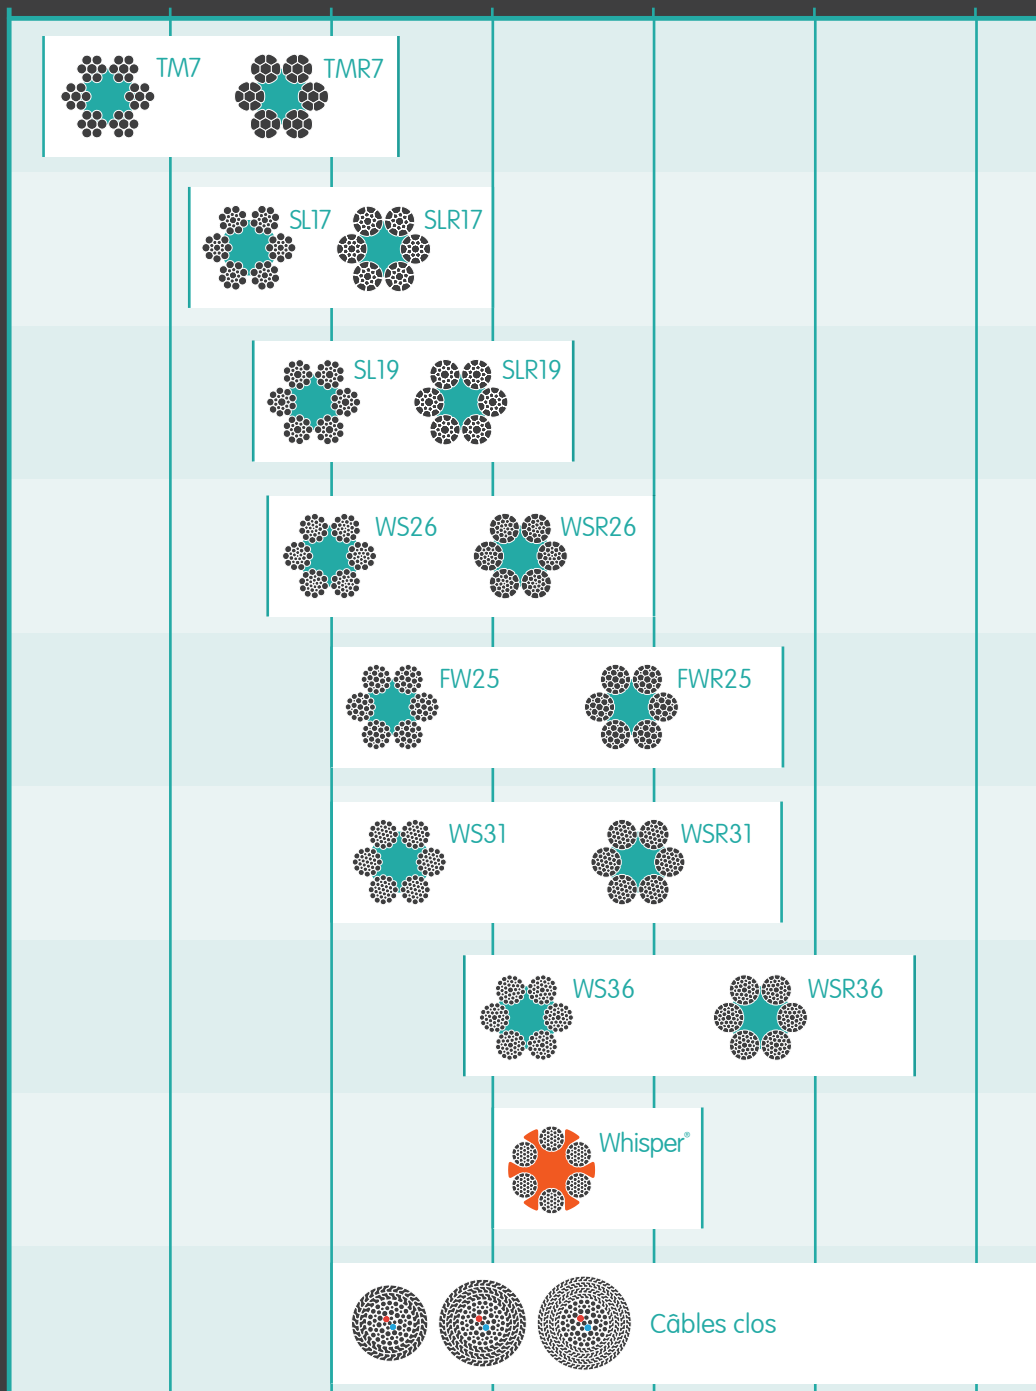 TM7 TMR7
SL17 SLR17
SL19 SLR19
WS26 WSR26
FW25 FWR25
WS31 WSR31
WS36 WSR36
Whisper®
Câbles clos